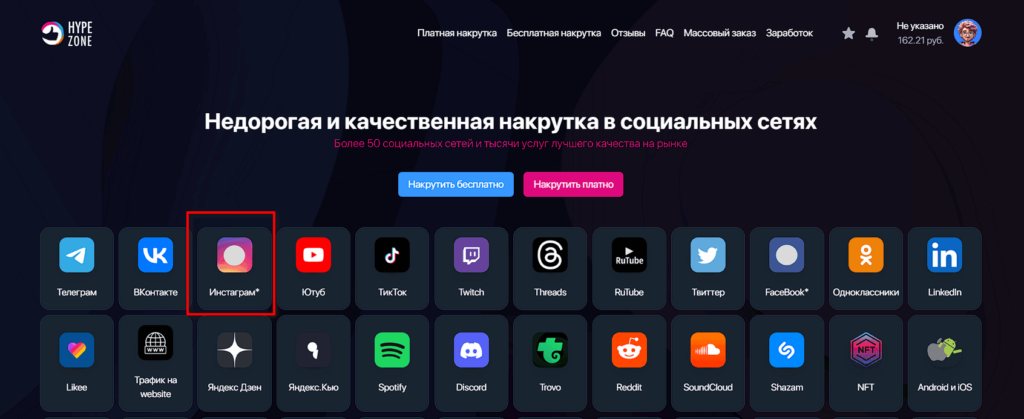 HYPE
ZONE
Платная накрутка Бесплатная накрутка Отзывы FAQ Массовый заказ Заработок
Не указано
162.21 руб.
Недорогая и качественная накрутка в социальных сетях
Более 50 социальных сетей и тысячи услуг лучшего качества на рынке
Накрутить бесплатно Накрутить платно
RuTube
Телеграм ВКонтакте Инстаграм* Ютуб ТикТок Twitch Threads RuTube Твиттер FaceBook* Одноклассники LinkedIn
WWW
NFT
Likee Трафик на website Яндекс.Дзен Яндекс.Кью Spotify Discord Trovo Reddit SoundCloud Shazam NFT Android и iOS